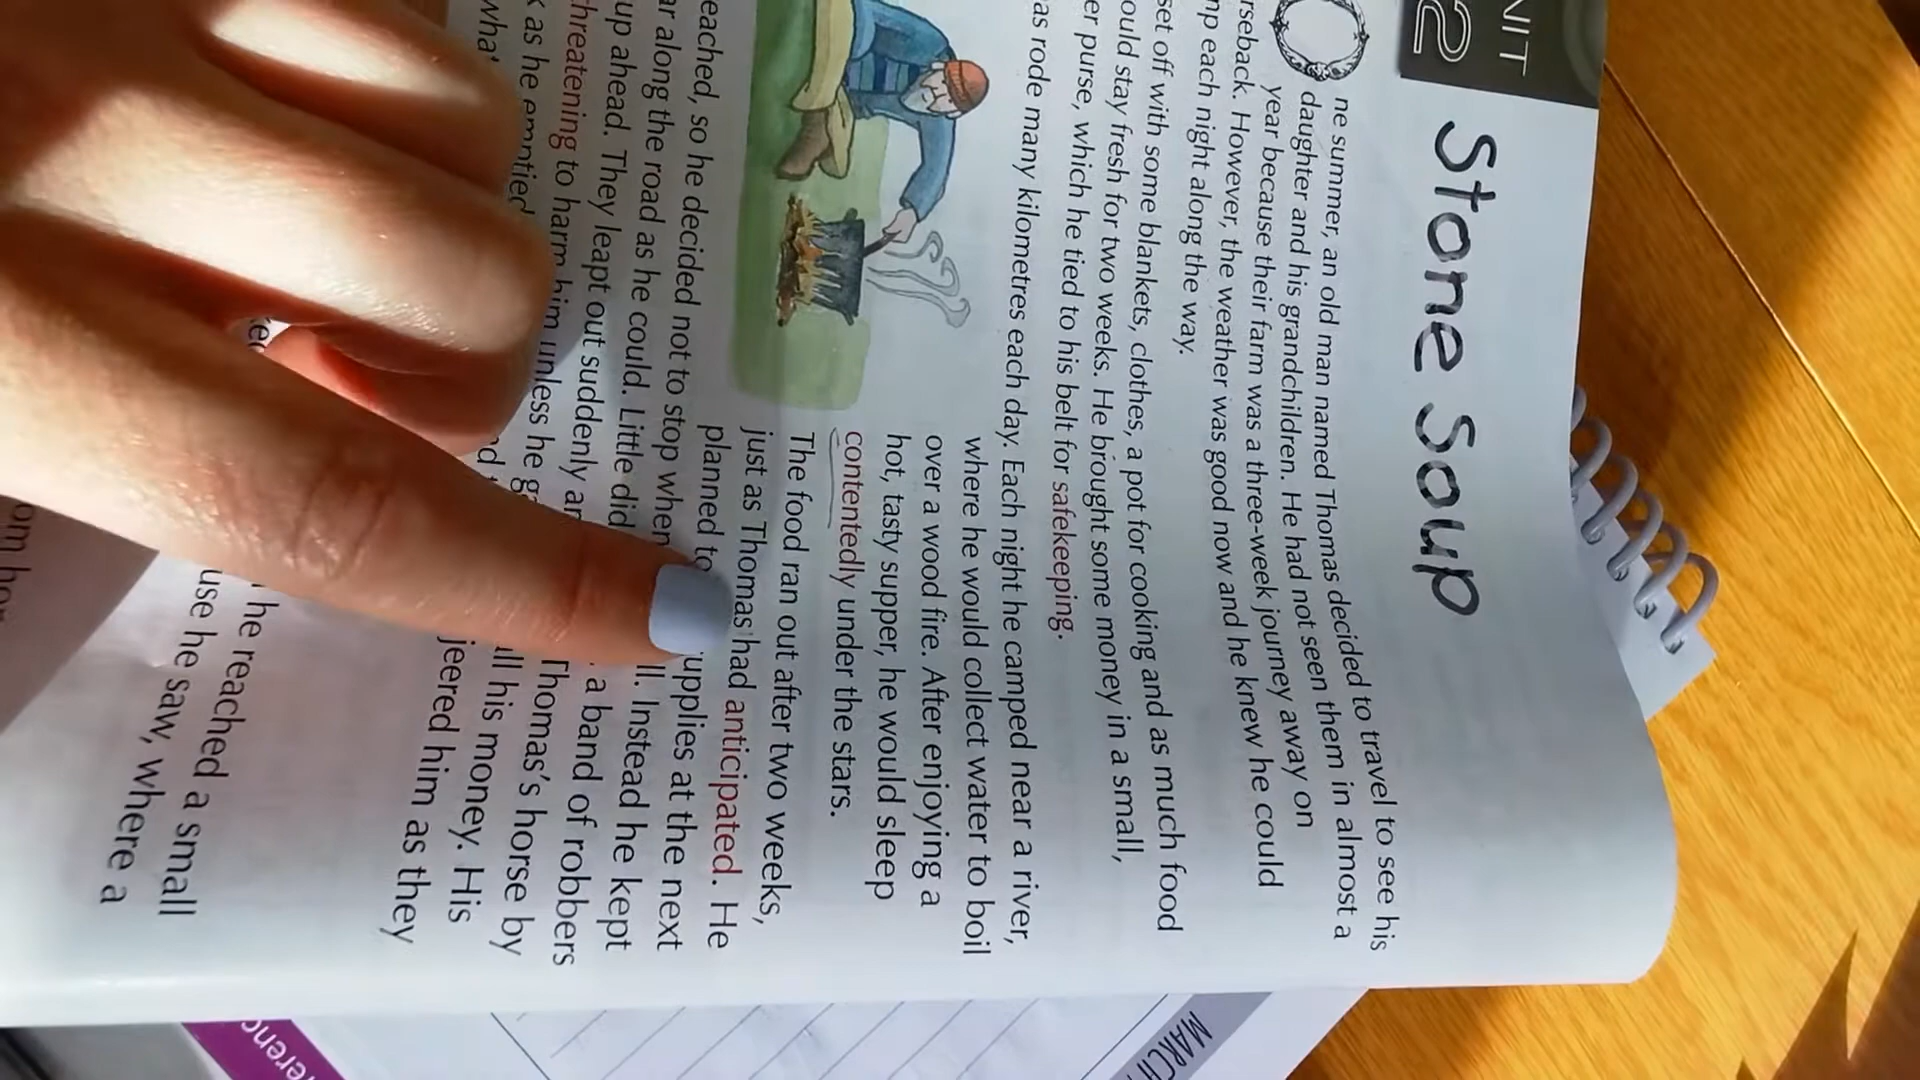 NIT
2
Stone Soup
One summer, an old man named Thomas decided to travel to see his
daughter and his grandchildren. He had not seen them in almost a
year because their farm was a three-week journey away on
rseback. However, the weather was good now and he knew he could
mp each night along the way.
set off with some blankets, clothes, a pot for cooking and as much food
ould stay fresh for two weeks. He brought some money in a small,
er purse, which he tied to his belt for safekeeping.
as rode many kilometres each day. Each night he camped near a river,
where he would collect water to boil
over a wood fire. After enjoying a
hot, tasty supper, he would sleep
contentedly under the stars.
The food ran out after two weeks,
just as Thomas had anticipated. He
planned to upplies at the next
eached, so he decided not to stop when ll. Instead he kept
ar along the road as he could. Little did a band of robbers
up ahead. They leapt out suddenly Thomas's horse by
threatening to harm him unless he ll his money. His
as he emptied jeered him as they
he reached a small
use he saw, where a
MARCH